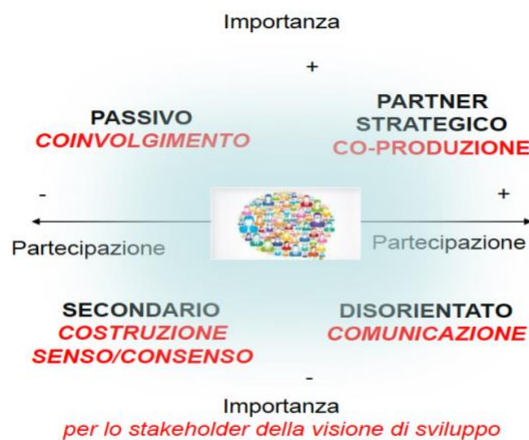 Importanza
+
PASSIVO
COINVOLGIMENTO
PARTNER
STRATEGICO
CO-PRODUZIONE
-
+
Partecipazione
Partecipazione
SECONDARIO
COSTRUZIONE
SENSO/CONSENSO
DISORIENTATO
COMUNICAZIONE
-
Importanza
per lo stakeholder della visione di sviluppo